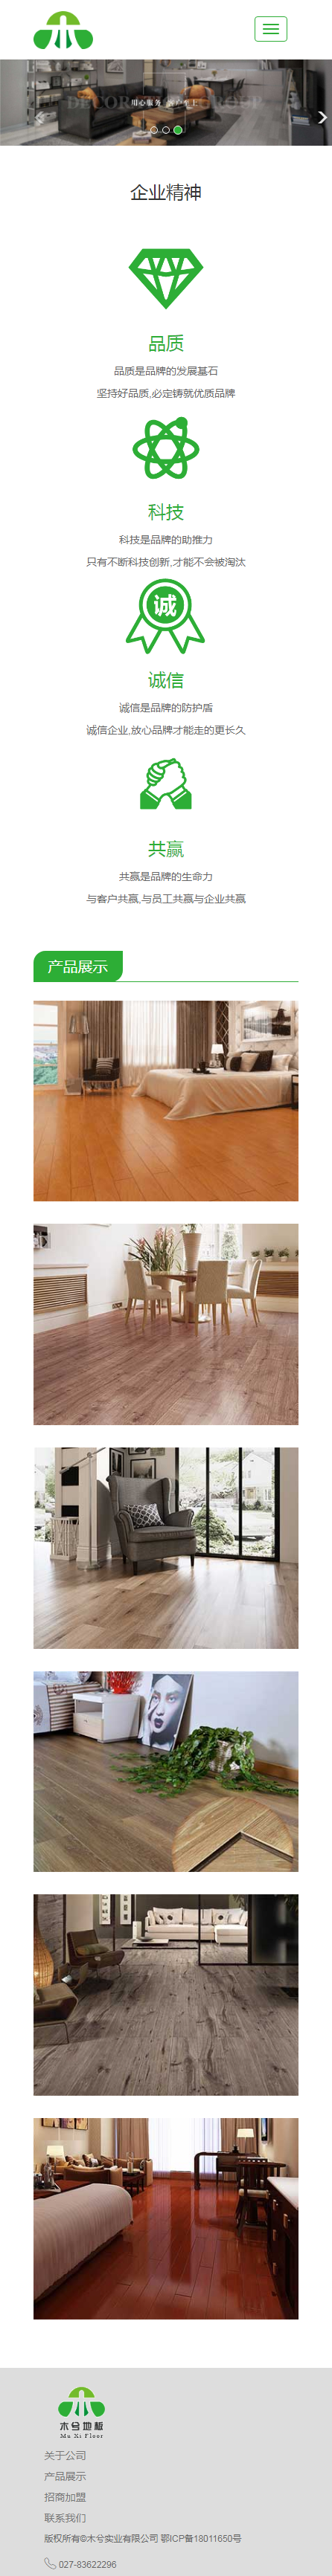 DECOR
GROUP
用心服务 客户至上
企业精神
品质
品质是品牌的发展基石
坚持好品质,必定铸就优质品牌
科技
科技是品牌的助推力
只有不断科技创新,才能不会被淘汰
诚
诚信
诚信是品牌的防护盾
诚信企业,放心品牌才能走的更长久
共赢
共赢是品牌的生命力
与客户共赢,与员工共赢与企业共赢
产品展示
木兮地板
Mu Xi Floor
关于公司
产品展示
招商加盟
联系我们
版权所有©木兮实业有限公司 鄂ICP备18011650号
027-83622296